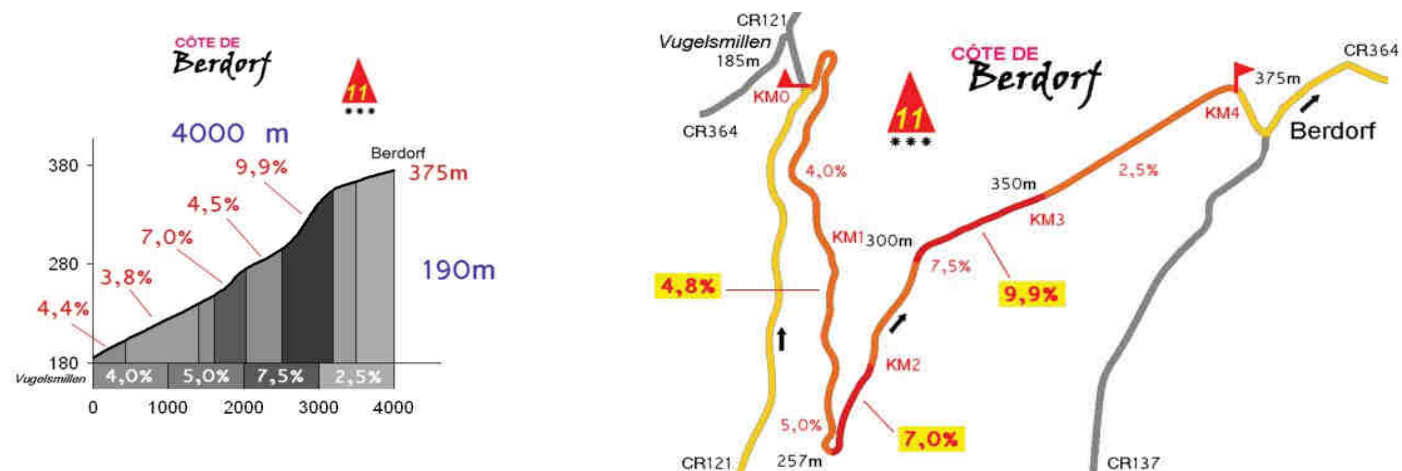 CÔTE DE
Berdorf
11
***
4000 m
9,9%
4,5%
7,0%
3,8%
4,4%
Berdorf
375m
190m
380
280
180
Vugelsmillen
4,0%
5,0%
7,5%
2,5%
0
1000
2000
3000
4000
CR121
Vugelsmillen
185m
KM0
CR364
CÔTE DE
Berdorf
11
***
CR364
375m
KM4
Berdorf
4,0%
350m
2,5%
KM3
KM1
300m
7,5%
4,8%
9,9%
KM2
5,0%
7,0%
CR121
257m
CR137